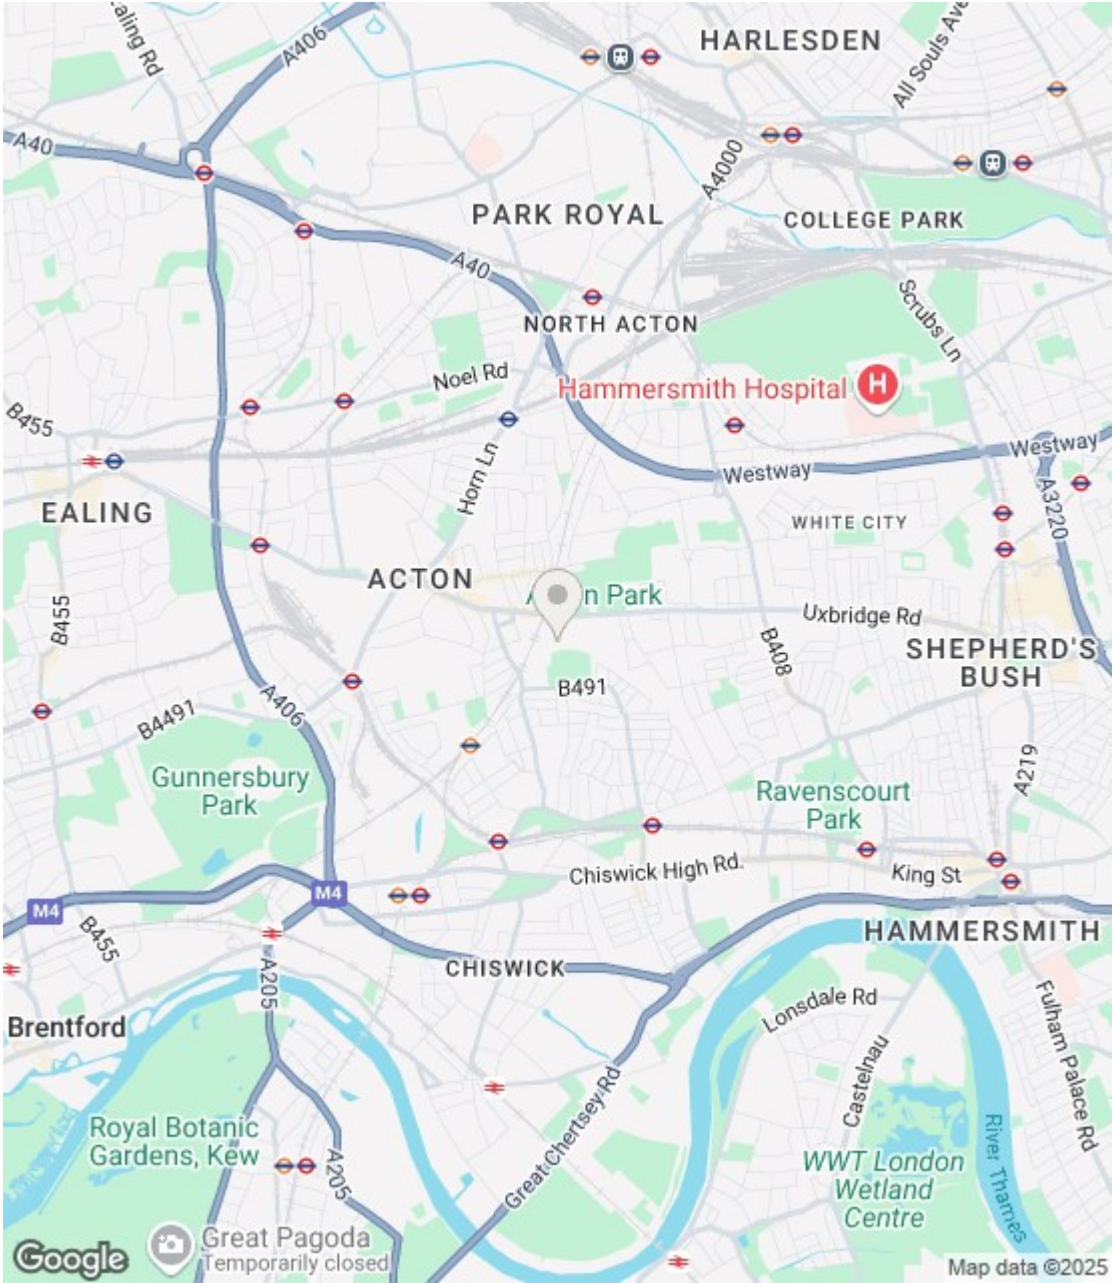 aling Rd
A406
HARLESDEN
All Souls Ave
A40
A4000
PARK ROYAL
COLLEGE PARK
A40
Scrubs Ln
NORTH ACTON
Noel Rd
Hammersmith Hospital
H
B455
Horn Ln
Westway
Westway
EALING
A3220
WHITE CITY
ACTON
A n Park
B455
Uxbridge Rd
B408
SHEPHERD'S
BUSH
B491
A406
B4491
A219
Gunnersbury
Park
Ravenscourt
Park
Chiswick High Rd.
King St
M4
M4
B455
HAMMERSMITH
A205
CHISWICK
Lonsdale Rd
Brentford
Fulham Palace Rd
Castelnau
Great Chertsey Rd
Royal Botanic
Gardens, Kew
A205
River Thames
WWT London
Wetland
Centre
Great Pagoda
Temporarily closed
Google
Map data ©2025